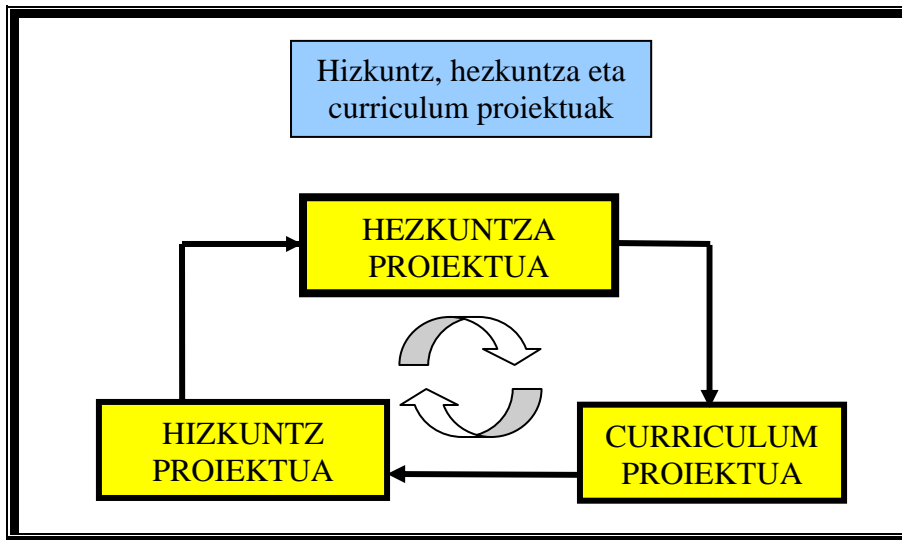 Hizkuntz, hezkuntza eta
curriculum proiektuak
HEZKUNTZA
PROIEKTUA
HIZKUNTZ
PROIEKTUA
CURRICULUM
PROIEKTUA